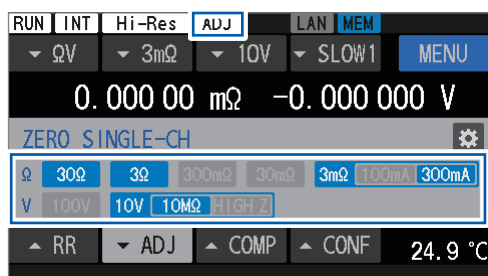 RUN INT Hi-Res ADJ LAN MEM
ΩV 3mΩ 10V SLOW1 MENU
0.000 00 mΩ -0.000 000 V
ZERO SINGLE-CH
Ω 30Ω 3Ω 300mΩ 30mΩ 3mΩ 100mA 300mA
V 100V 10V 10MΩ HIGH Z
RR ADJ COMP CONF 24.9 °C